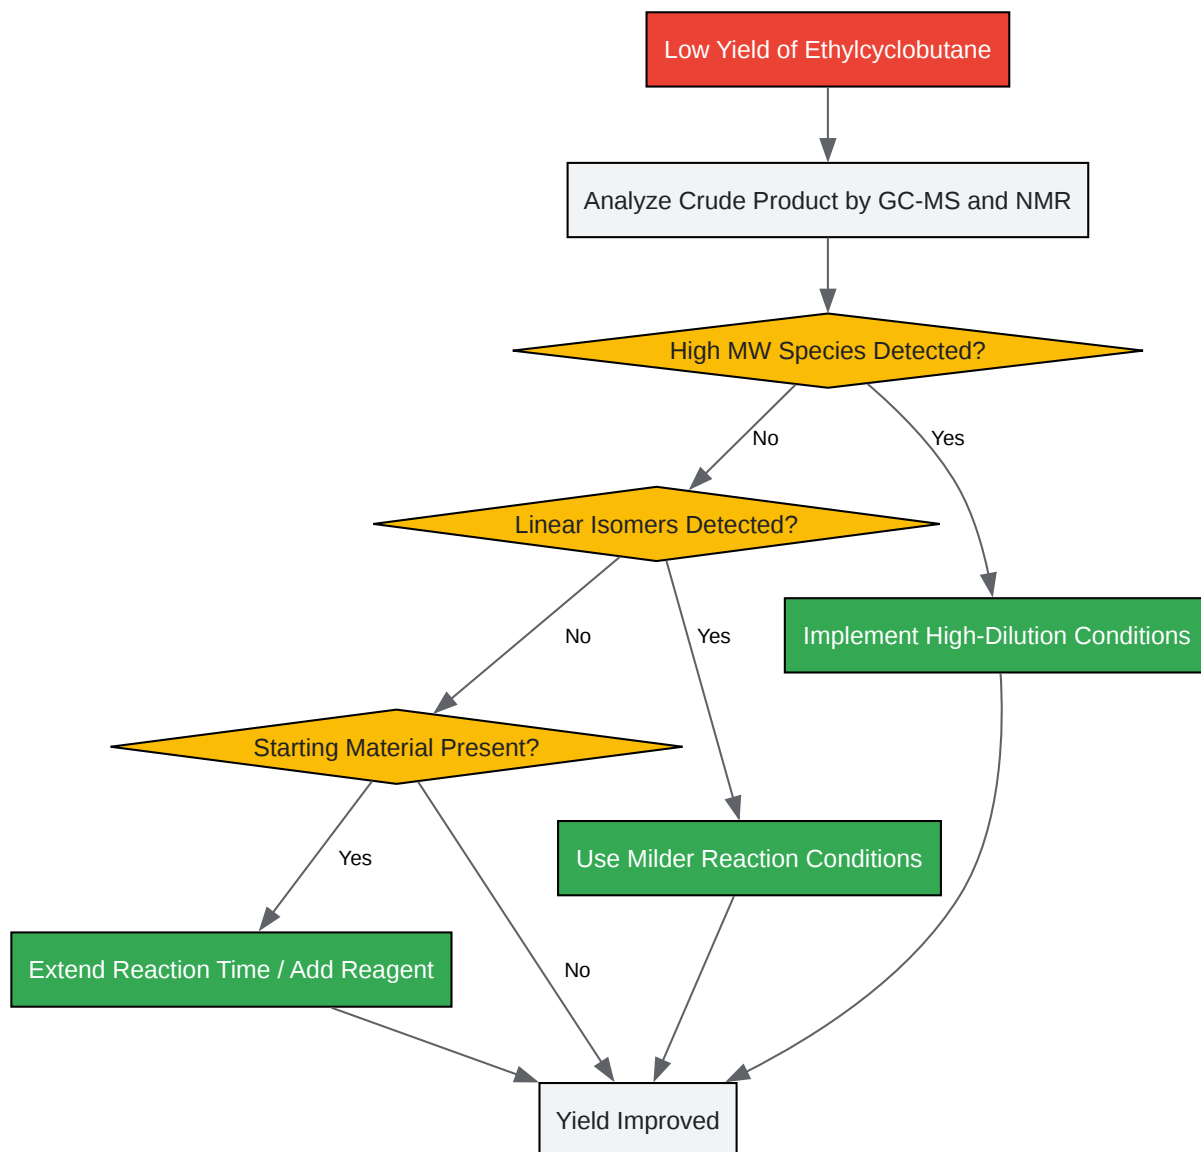 Low Yield of Ethylcyclobutane
Analyze Crude Product by GC-MS and NMR
High MW Species Detected?
No
Yes
Linear Isomers Detected?
Implement High-Dilution Conditions
No
Yes
Starting Material Present?
Use Milder Reaction Conditions
Yes
Extend Reaction Time / Add Reagent
No
Yield Improved